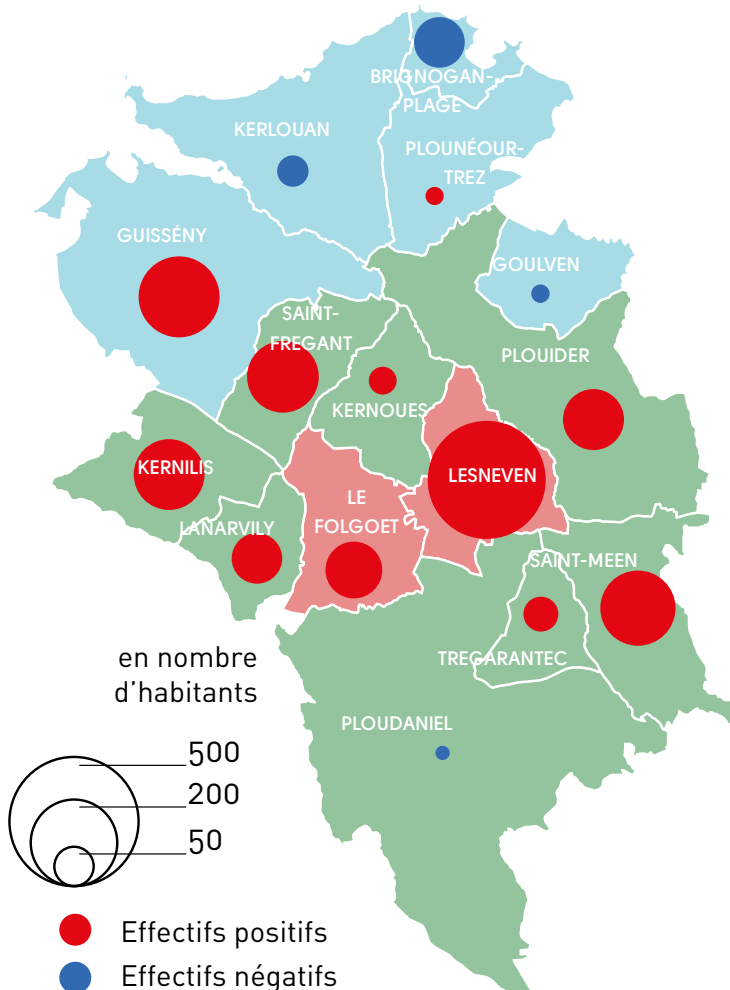 BRIGNOGAN-
PLAGE
KERLOUAN
PLOUNÉOUR-
TREZ
GUISSÉNY
GOULVEN
SAINT-
FREGANT
PLOUIDER
KERNOUES
KERNILIS
LESNEVEN
LE
FOLGOET
LANARVILY
SAINT-MEEN
TREGARANTEC
PLOUDANIEL
en nombre
d'habitants
500
200
50
Effectifs positifs
Effectifs négatifs